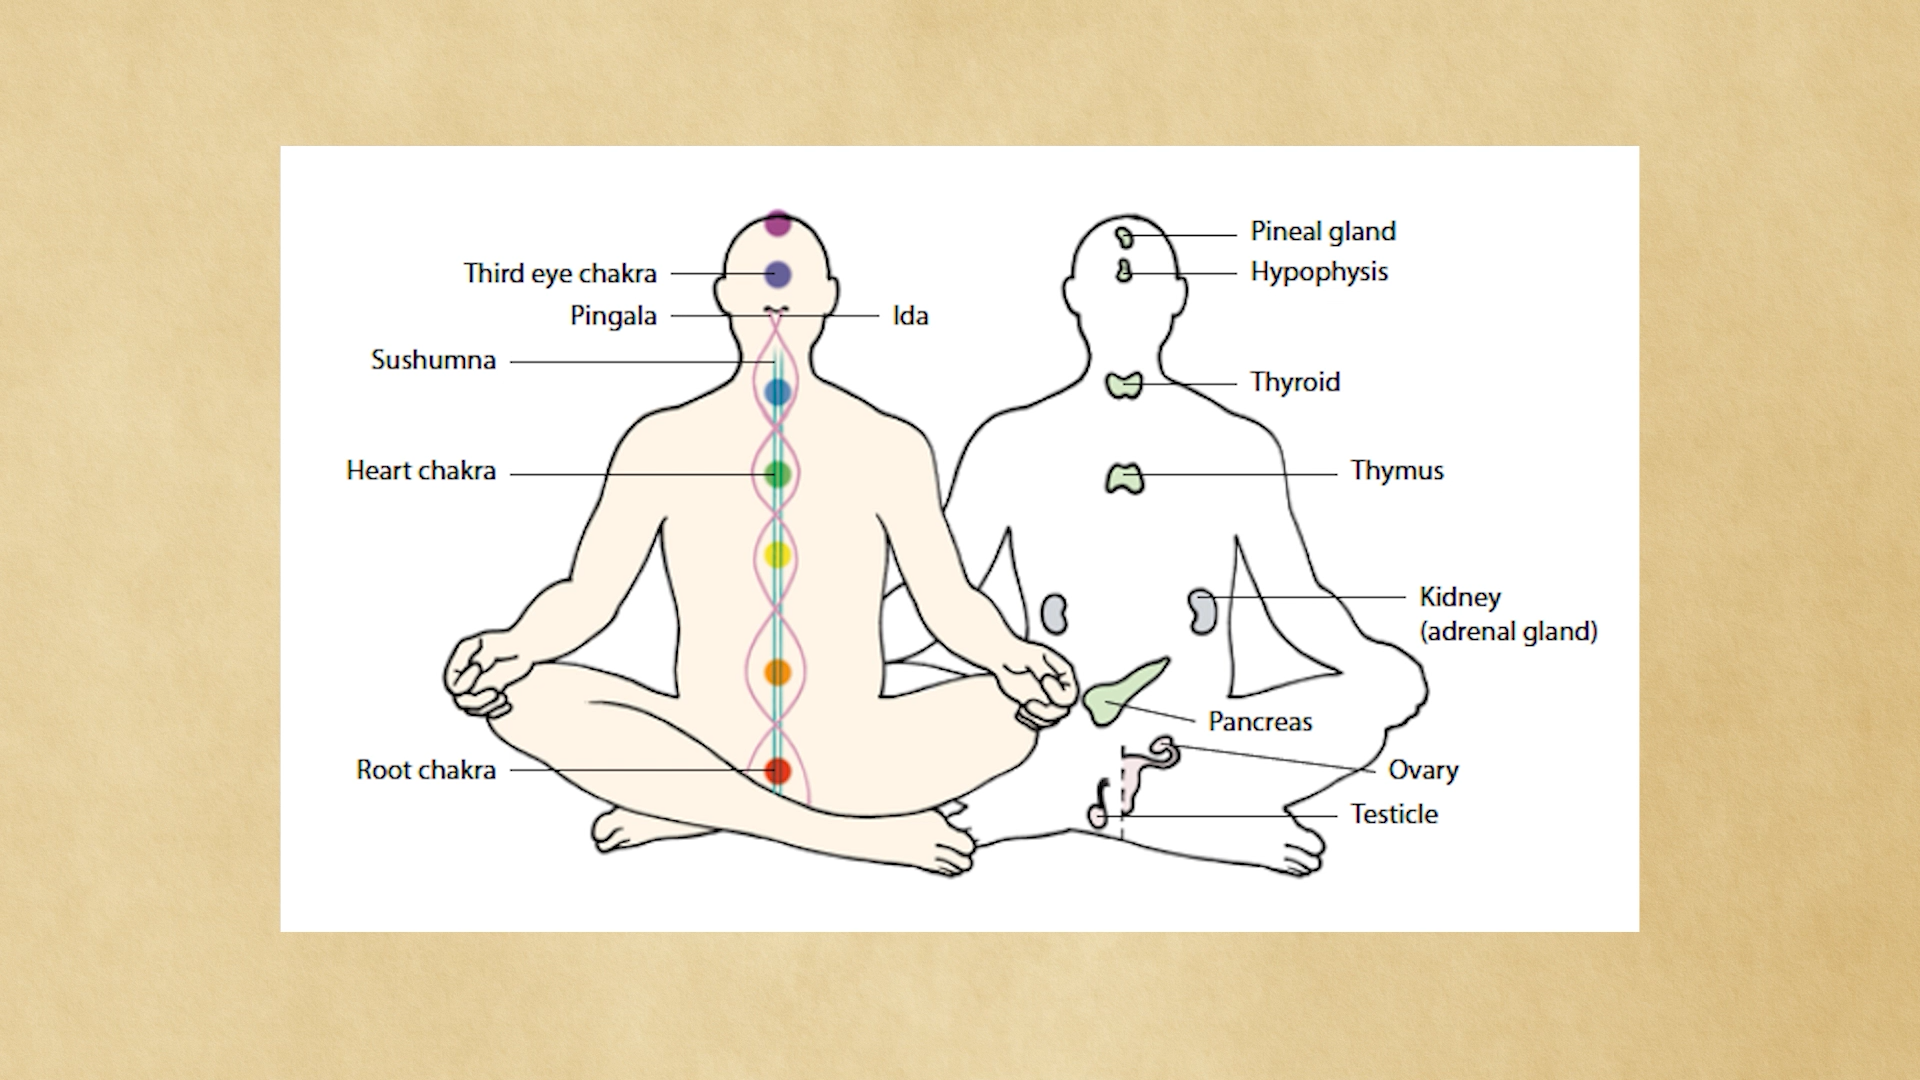 Third eye chakra
Pingala
Ida
Sushumna
Heart chakra
Root chakra
Pineal gland
Hypophysis
Thyroid
Thymus
Kidney
(adrenal gland)
Pancreas
Ovary
Testicle